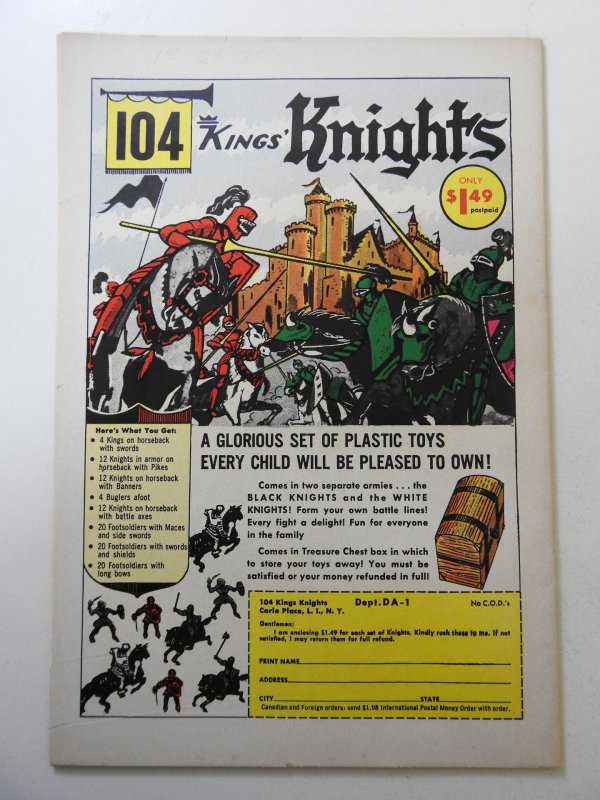 104
KINGS' Knights
ONLY
$1.49
postpaid
Here's What You Get:
• 4 Kings on horseback
with swords
• 12 Knights in armor on
hprseback with Pikes
• 12 Knights on horseback
with Banners
• 4 Buglers afoot
• 12 Knights on horseback
with battle axes
• 20 Footsoldiers with Maces
and side swords
• 20 Footsoldiers with swords
and shields
• 20 Footsoldiers with
long bows
A GLORIOUS SET OF PLASTIC TOYS
EVERY CHILD WILL BE PLEASED TO OWN!
Comes in two separate armies . . . the
BLACK KNIGHTS and the WHITE
KNIGHTS! Form your own battle lines!
Every fight a delight! Fun for everyone
in the family
Comes in Treasure Chest box in which
to store your toys away! You must be
satisfied or your money refunded in full!
104 Kings Knights Dept. DA-1 No C.O.D.'s
Carle Place, L. I., N. Y.
Gentlemen:
I am enclosing $1.49 for each set of Knights. Kindly rush these to me. If not
satisfied, I may return them for full refund.
PRINT NAME
ADDRESS
CITY STATE
Canadian and Foreign orders: send $1.98 International Postal Money Order with order.